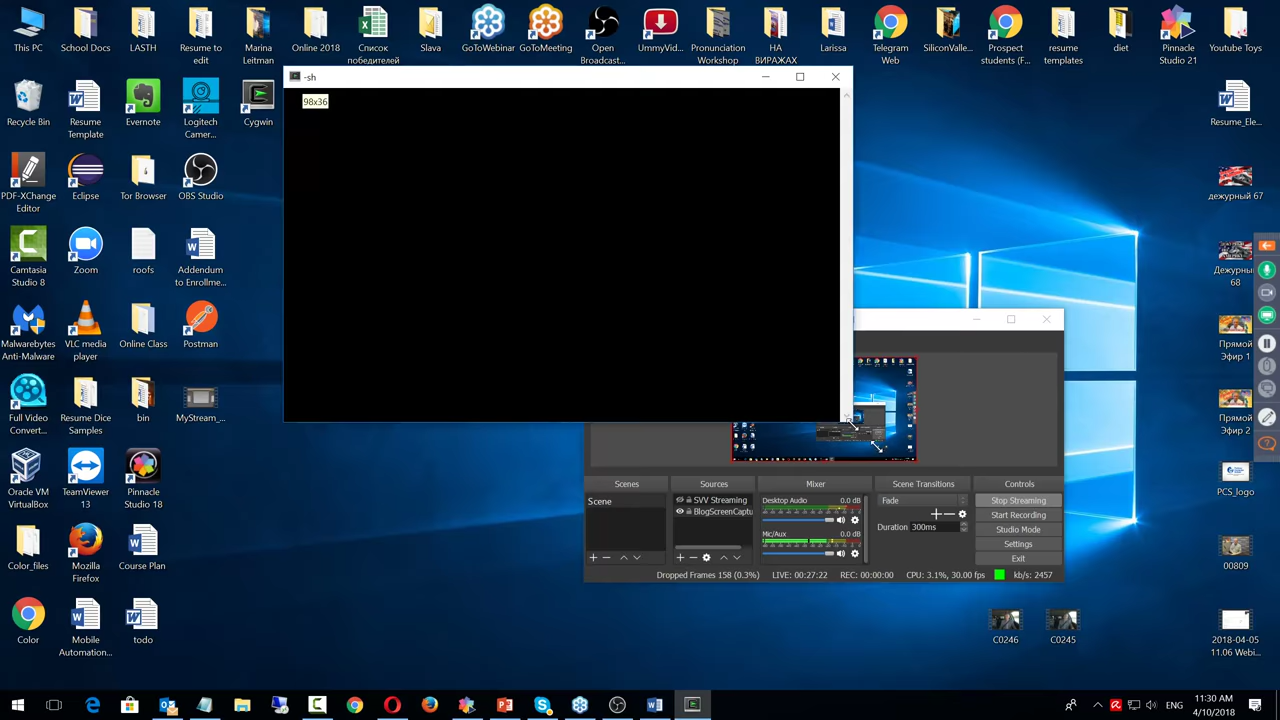 This PC
School Docs
LASTH
Resume to
edit
Marina
Leitman
Online 2018
Список
победителей
Slava
GoToWebinar
GoToMeeting
Open
Broadcast...
UmmyVid...
Pronunciation
Workshop
НА
ВИРАЖАХ
Larissa
Telegram
Web
SiliconValle...
Prospect
students (F...
resume
templates
diet
Pinnacle
Studio 21
Youtube Toys
-sh
98x36
Recycle Bin
Resume
Template
Evernote
Logitech
Camer...
Cygwin
Resume_Ele...
PDF-XChange
Editor
Eclipse
Tor Browser
OBS Studio
дежурный 67
Camtasia
Studio 8
Zoom
roofs
Addendum
to Enrollme...
Дежурный
68
Malwarebytes
Anti-Malware
VLC media
player
Online Class
Postman
Прямой
Эфир 1
Full Video
Convert...
Resume Dice
Samples
bin
MyStream_...
Прямой
Эфир 2
Oracle VM
VirtualBox
TeamViewer
13
Pinnacle
Studio 18
PCS_logo
Scenes
Sources
Mixer
Scene Transitions
Controls
Scene
SVV Streaming
BlogScreenCaptu
Desktop Audio
0.0 dB
Mic/Aux
0.0 dB
Fade
Duration
300ms
Stop Streaming
Start Recording
Studio Mode
Settings
Exit
Dropped Frames 158 (0.3%)
LIVE: 00:27:22
REC: 00:00:00
CPU: 3.1%, 30.00 fps
kb/s: 2457
Color_files
Mozilla
Firefox
Course Plan
00809
Color
Mobile
Automation...
todo
C0246
C0245
2018-04-05
11.06 Webi...
ENG
11:30 AM
4/10/2018